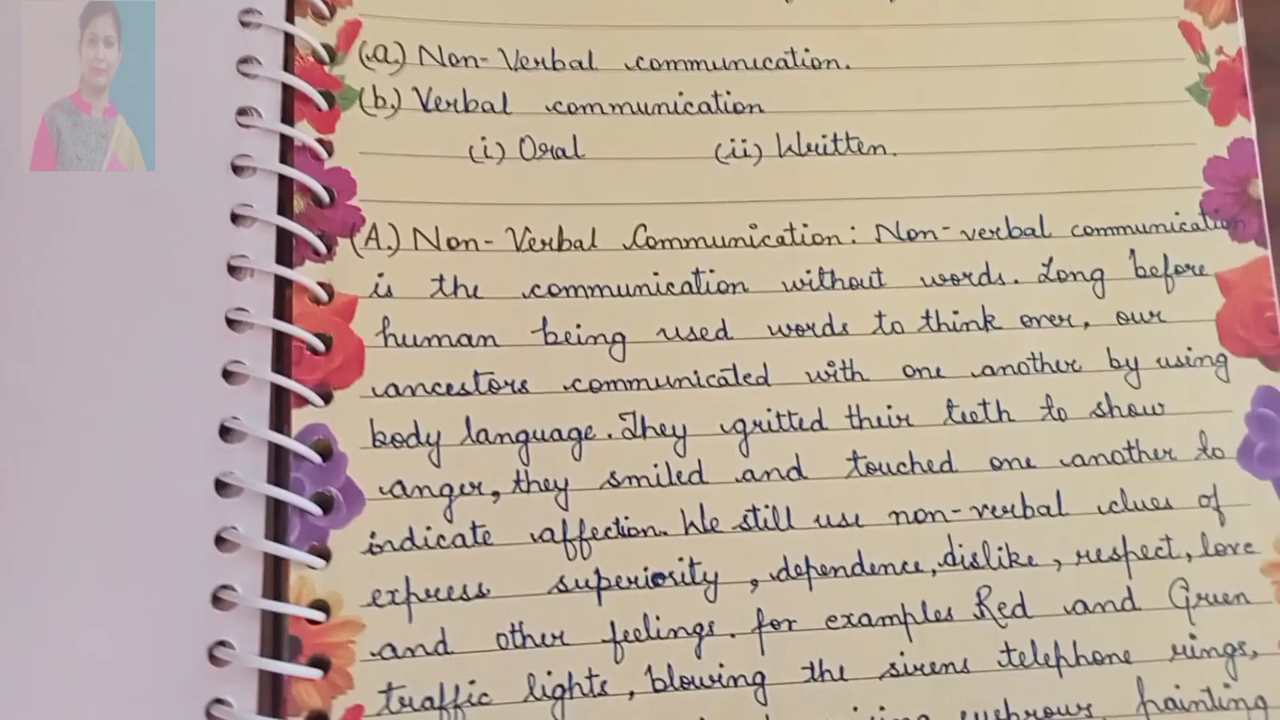 (a.) Non-Verbal communication.
(b.) Verbal communication
(i) Oral (ii) Written.
(A.) Non-Verbal Communication: Non-verbal communication
is the communication without words. Long before
human being used words to think over, our
ancestors communicated with one another by using
body language. They gritted their teeth to show
anger, they smiled and touched one another to
indicate affection. We still use non-verbal clues of
express superiosity, dependence, dislike, respect, love
and other feelings. for examples Red and Green
traffic lights, blowing the sirens telephone rings,
eyebrows painting